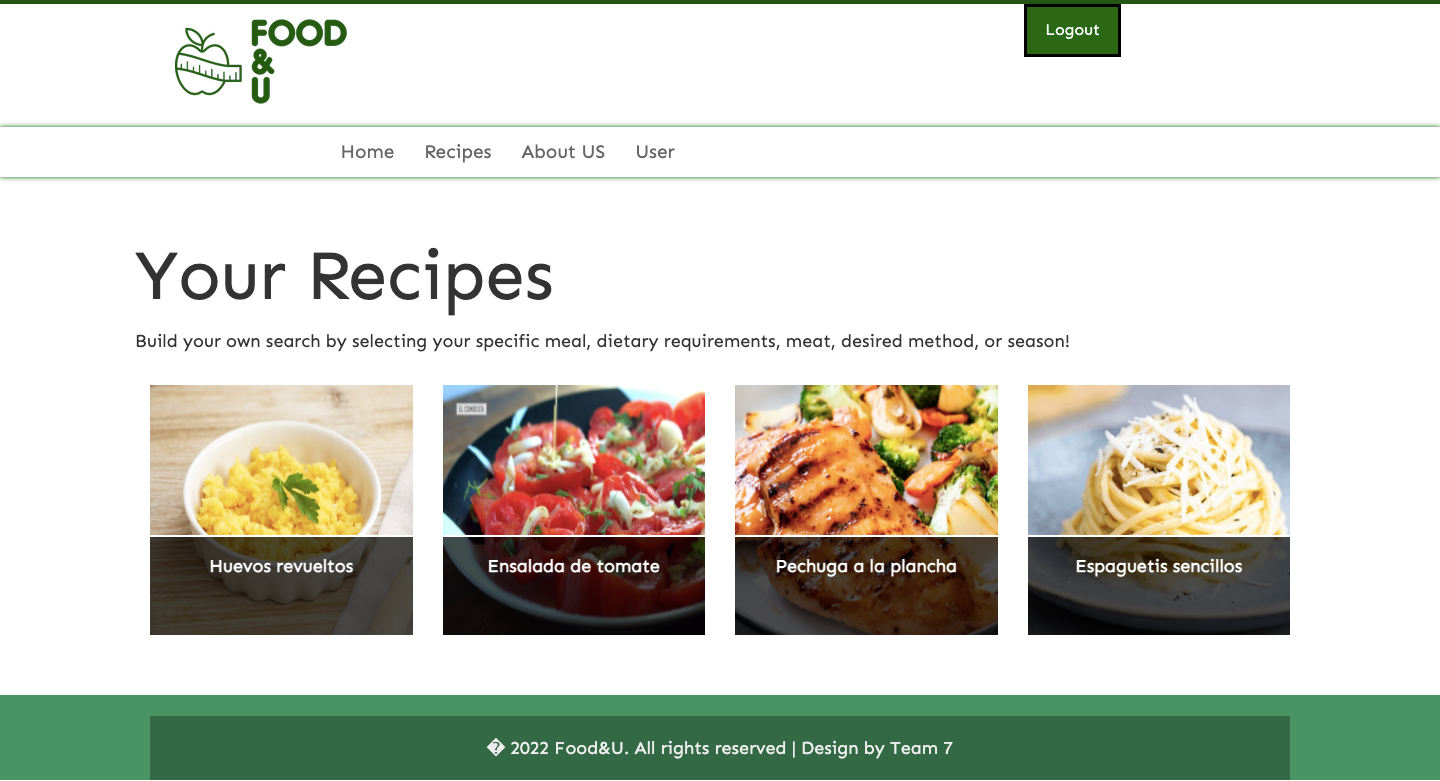 FOOD
&
U
Logout
Home Recipes About US User
Your Recipes
Build your own search by selecting your specific meal, dietary requirements, meat, desired method, or season!
EL COMIDISTA
Huevos revueltos Ensalada de tomate Pechuga a la plancha Espaguetis sencillos
� 2022 Food&U. All rights reserved | Design by Team 7